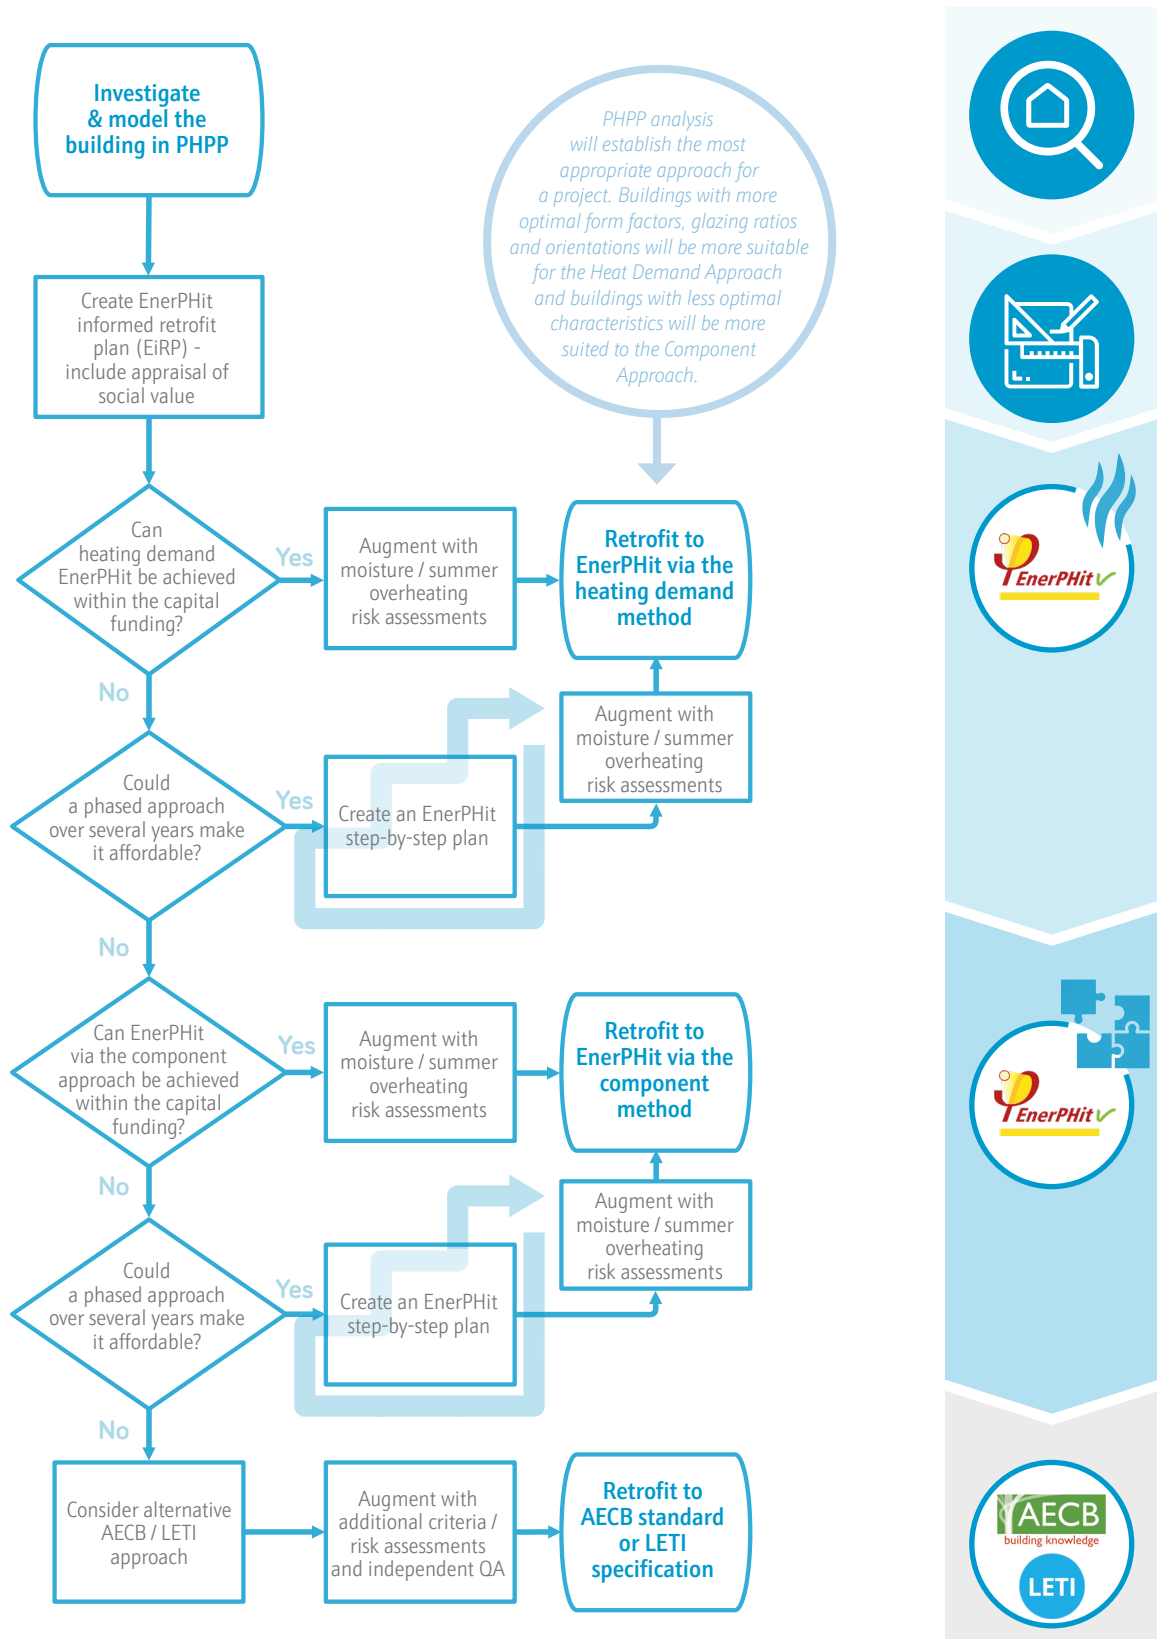 Investigate
& model the
building in PHPP
PHPP analysis
will establish the most
appropriate approach for
a project. Buildings with more
optimal form factors, glazing ratios
and orientations will be more suitable
for the Heat Demand Approach
and buildings with less optimal
characteristics will be more
suited to the Component
Approach.
Create EnerPHit
informed retrofit
plan (EiRP) -
include appraisal of
social value
Can
heating demand
EnerPHit be achieved
within the capital
funding?
Yes
Augment with
moisture / summer
overheating
risk assessments
Retrofit to
EnerPHit via the
heating demand
method
EnerPHit
No
Could
a phased approach
over several years make
it affordable?
Yes
Create an EnerPHit
step-by-step plan
Augment with
moisture / summer
overheating
risk assessments
No
Can EnerPHit
via the component
approach be achieved
within the capital
funding?
Yes
Augment with
moisture / summer
overheating
risk assessments
Retrofit to
EnerPHit via the
component
method
EnerPHit
No
Could
a phased approach
over several years make
it affordable?
Yes
Create an EnerPHit
step-by-step plan
Augment with
moisture / summer
overheating
risk assessments
No
Consider alternative
AECB / LETI
approach
Augment with
additional criteria /
risk assessments
and independent QA
Retrofit to
AECB standard
or LETI
specification
AECB
building knowledge
LETI